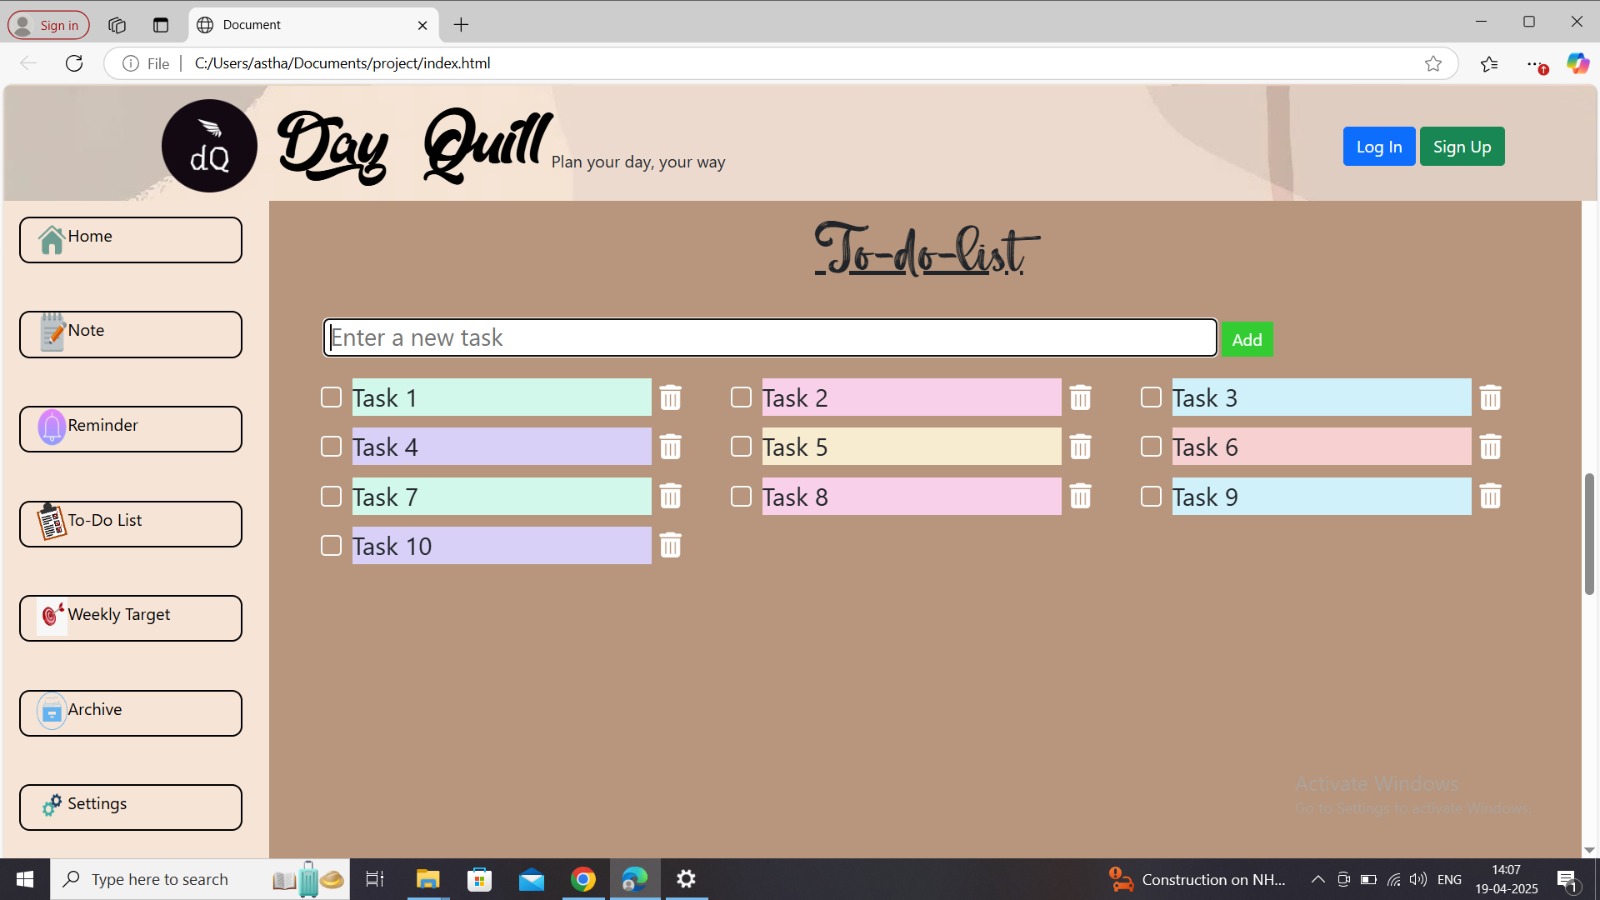 Sign in
Document
File
C:/Users/astha/Documents/project/index.html
dQ
Day Quill
Plan your day, your way
Log In
Sign Up
Home
Note
Reminder
To-Do List
Weekly Target
Archive
Settings
To-do-list
Enter a new task
Add
Task 1
Task 2
Task 3
Task 4
Task 5
Task 6
Task 7
Task 8
Task 9
Task 10
Activate Windows
Go to Settings to activate Windows.
Type here to search
Construction on NH...
ENG
14:07
19-04-2025
1